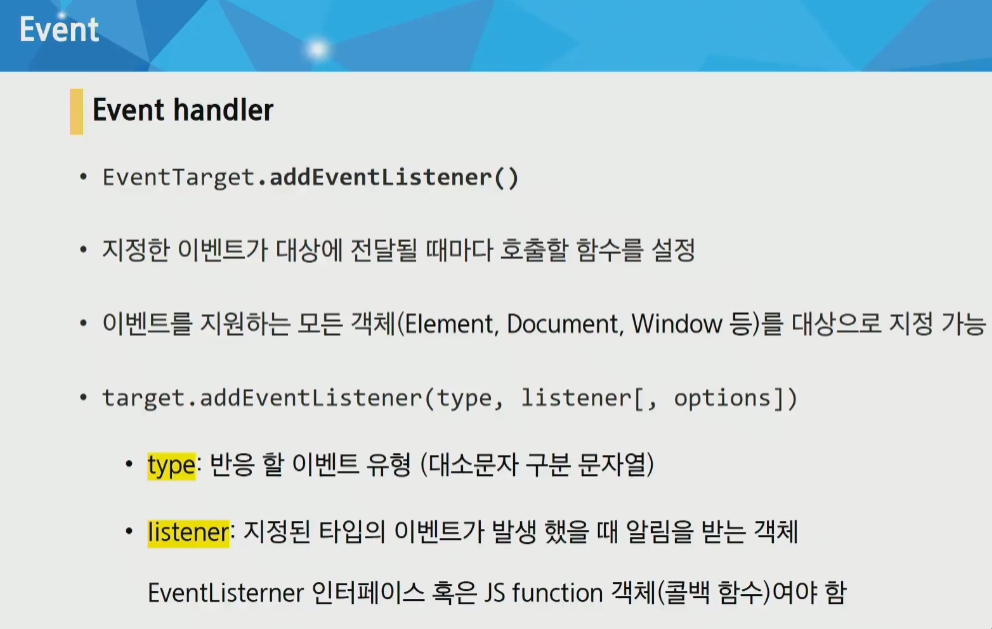 Event
Event handler
• EventTarget.addEventListener()
• 지정한 이벤트가 대상에 전달될 때마다 호출할 함수를 설정
• 이벤트를 지원하는 모든 객체(Element, Document, Window 등)를 대상으로 지정 가능
• target.addEventListener(type, listener[, options])
• type: 반응 할 이벤트 유형 (대소문자 구분 문자열)
• listener: 지정된 타입의 이벤트가 발생 했을 때 알림을 받는 객체
EventListerner 인터페이스 혹은 JS function 객체(콜백 함수)여야 함